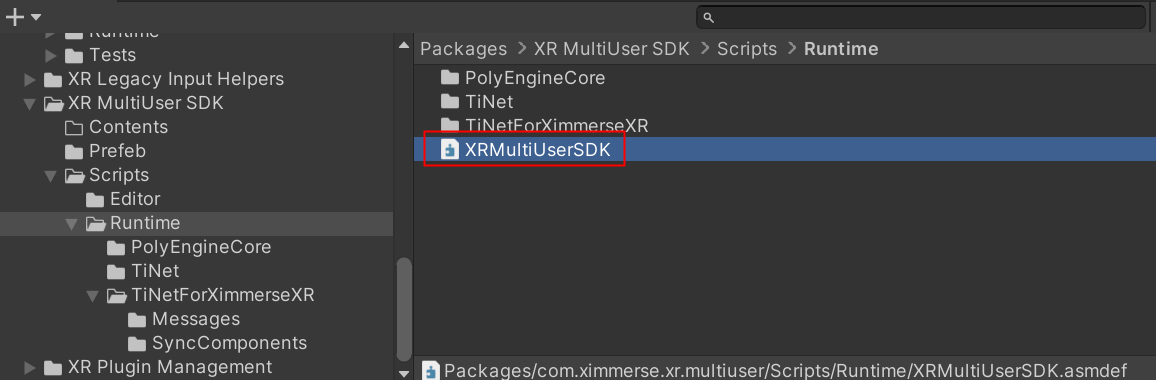 Runtime
Tests
XR Legacy Input Helpers
XR MultiUser SDK
Contents
Prefeb
Scripts
Editor
Runtime
PolyEngineCore
TiNet
TiNetForXimmerseXR
Messages
SyncComponents
XR Plugin Management
Packages > XR MultiUser SDK > Scripts > Runtime
PolyEngineCore
TiNet
TiNetForXimmerseXR
XRMultiUserSDK
Packages/com.ximmerse.xr.multiuser/Scripts/Runtime/XRMultiUserSDK.asmdef